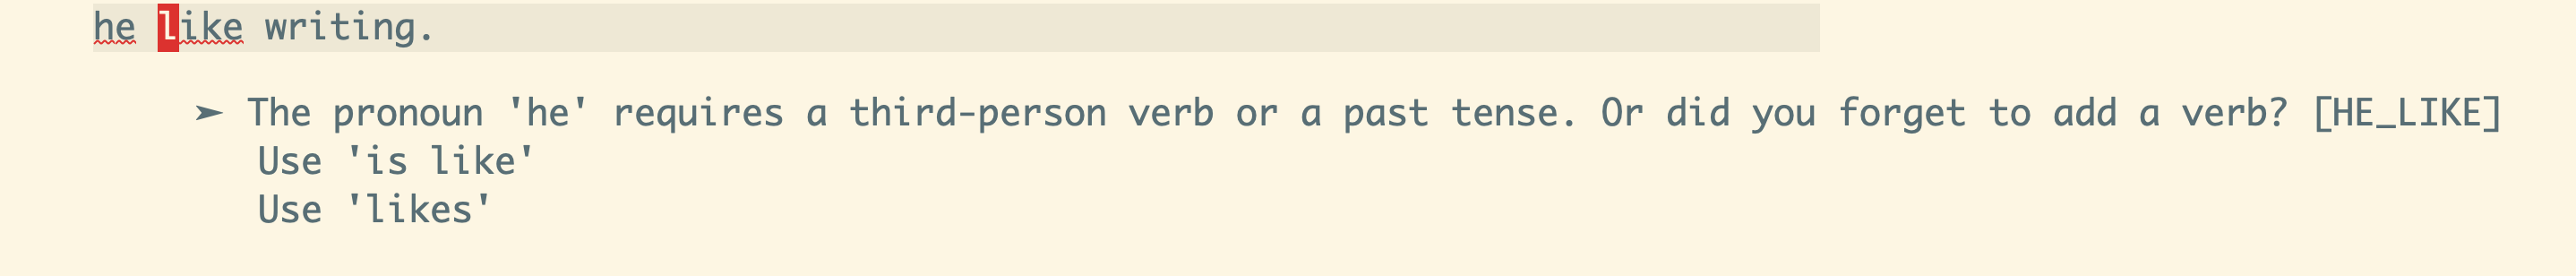 he like writing.
➤ The pronoun 'he' requires a third-person verb or a past tense. Or did you forget to add a verb? [HE_LIKE]
Use 'is like'
Use 'likes'